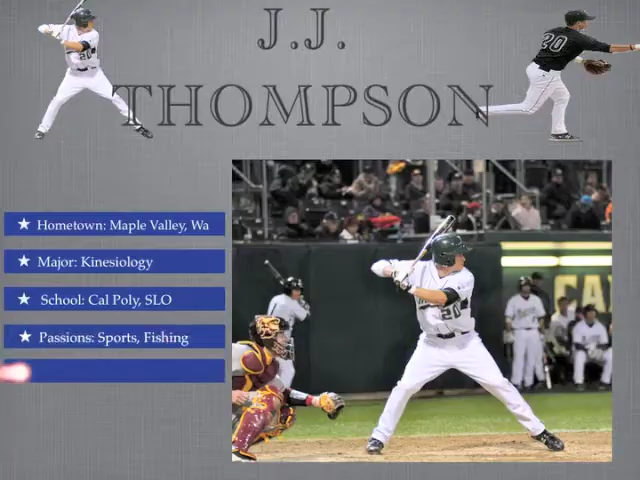 J.J.
THOMPSON
20
20
Hometown: Maple Valley, Wa
Major: Kinesiology
School: Cal Poly, SLO
Passions: Sports, Fishing
20